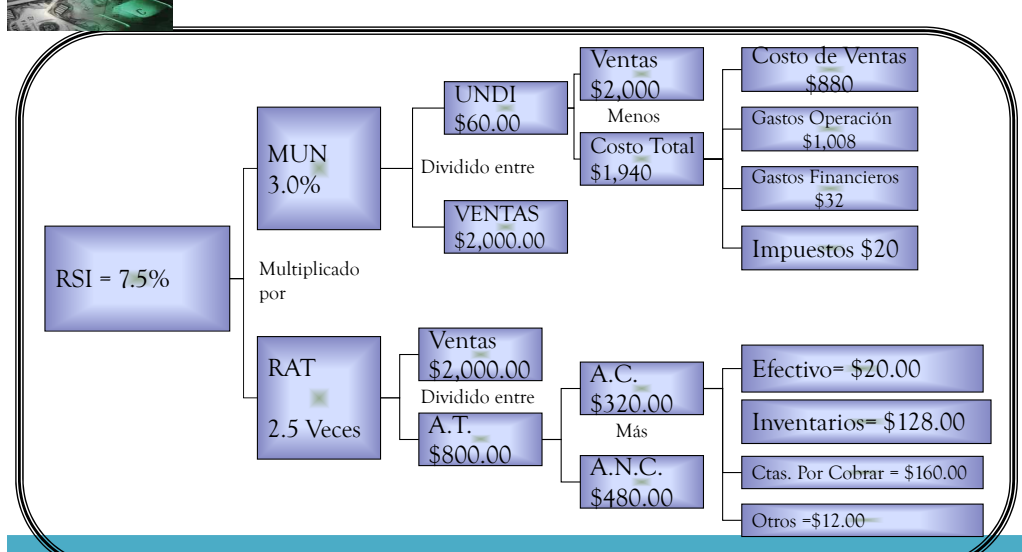 RSI = 7.5%
Multiplicado
por
MUN
3.0%
UNDI
$60.00
Dividido entre
VENTAS
$2,000.00
Ventas
$2,000
Menos
Costo Total
$1,940
Costo de Ventas
$880
Gastos Operación
$1,008
Gastos Financieros
$32
Impuestos $20
RAT
2.5 Veces
Ventas
$2,000.00
Dividido entre
A.T.
$800.00
A.C.
$320.00
Más
A.N.C.
$480.00
Efectivo= $20.00
Inventarios= $128.00
Ctas. Por Cobrar = $160.00
Otros =$12.00